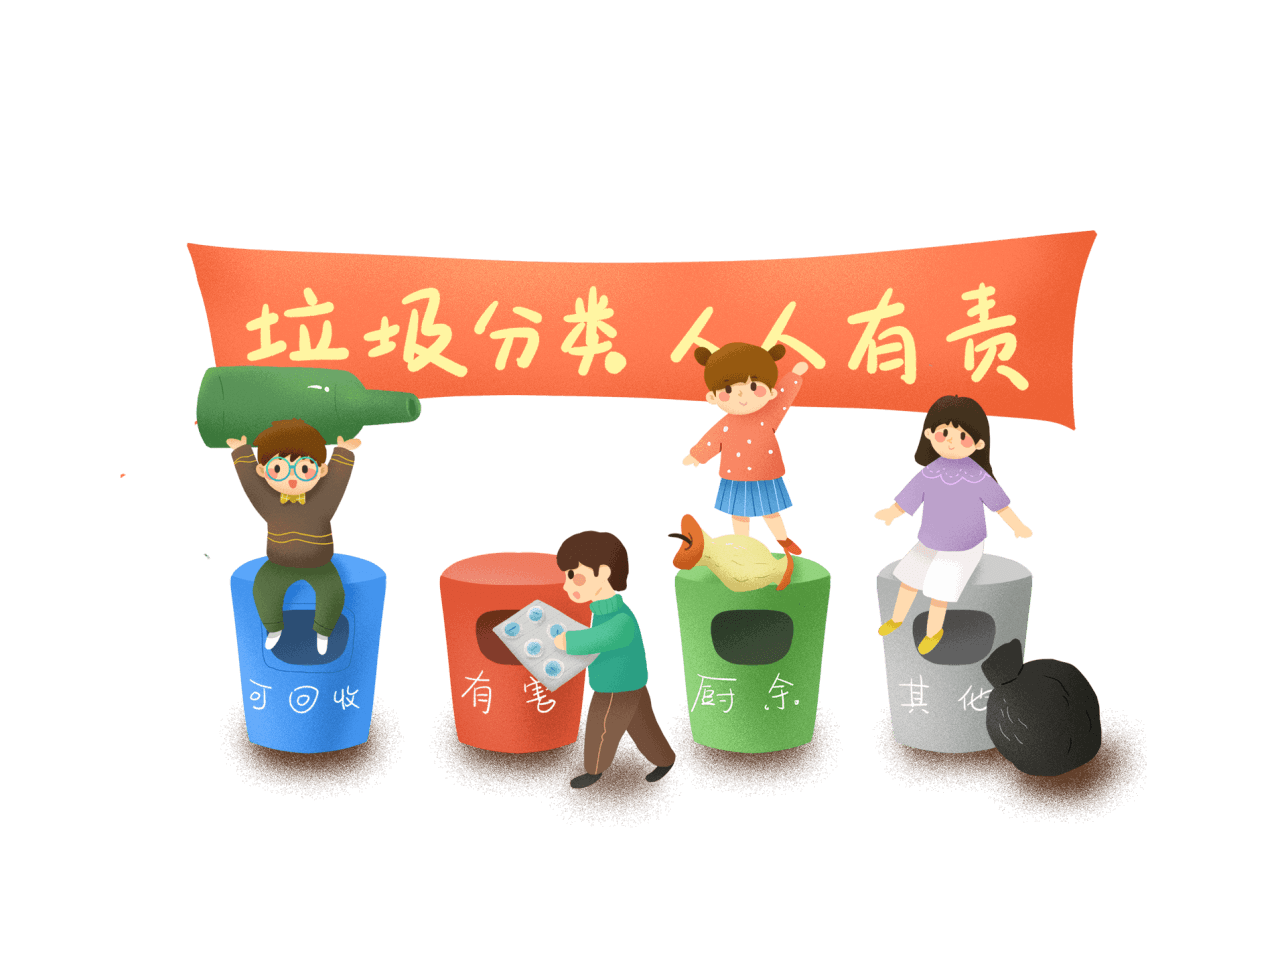 垃圾分类 人人有责
可回收
有害
厨余
其他